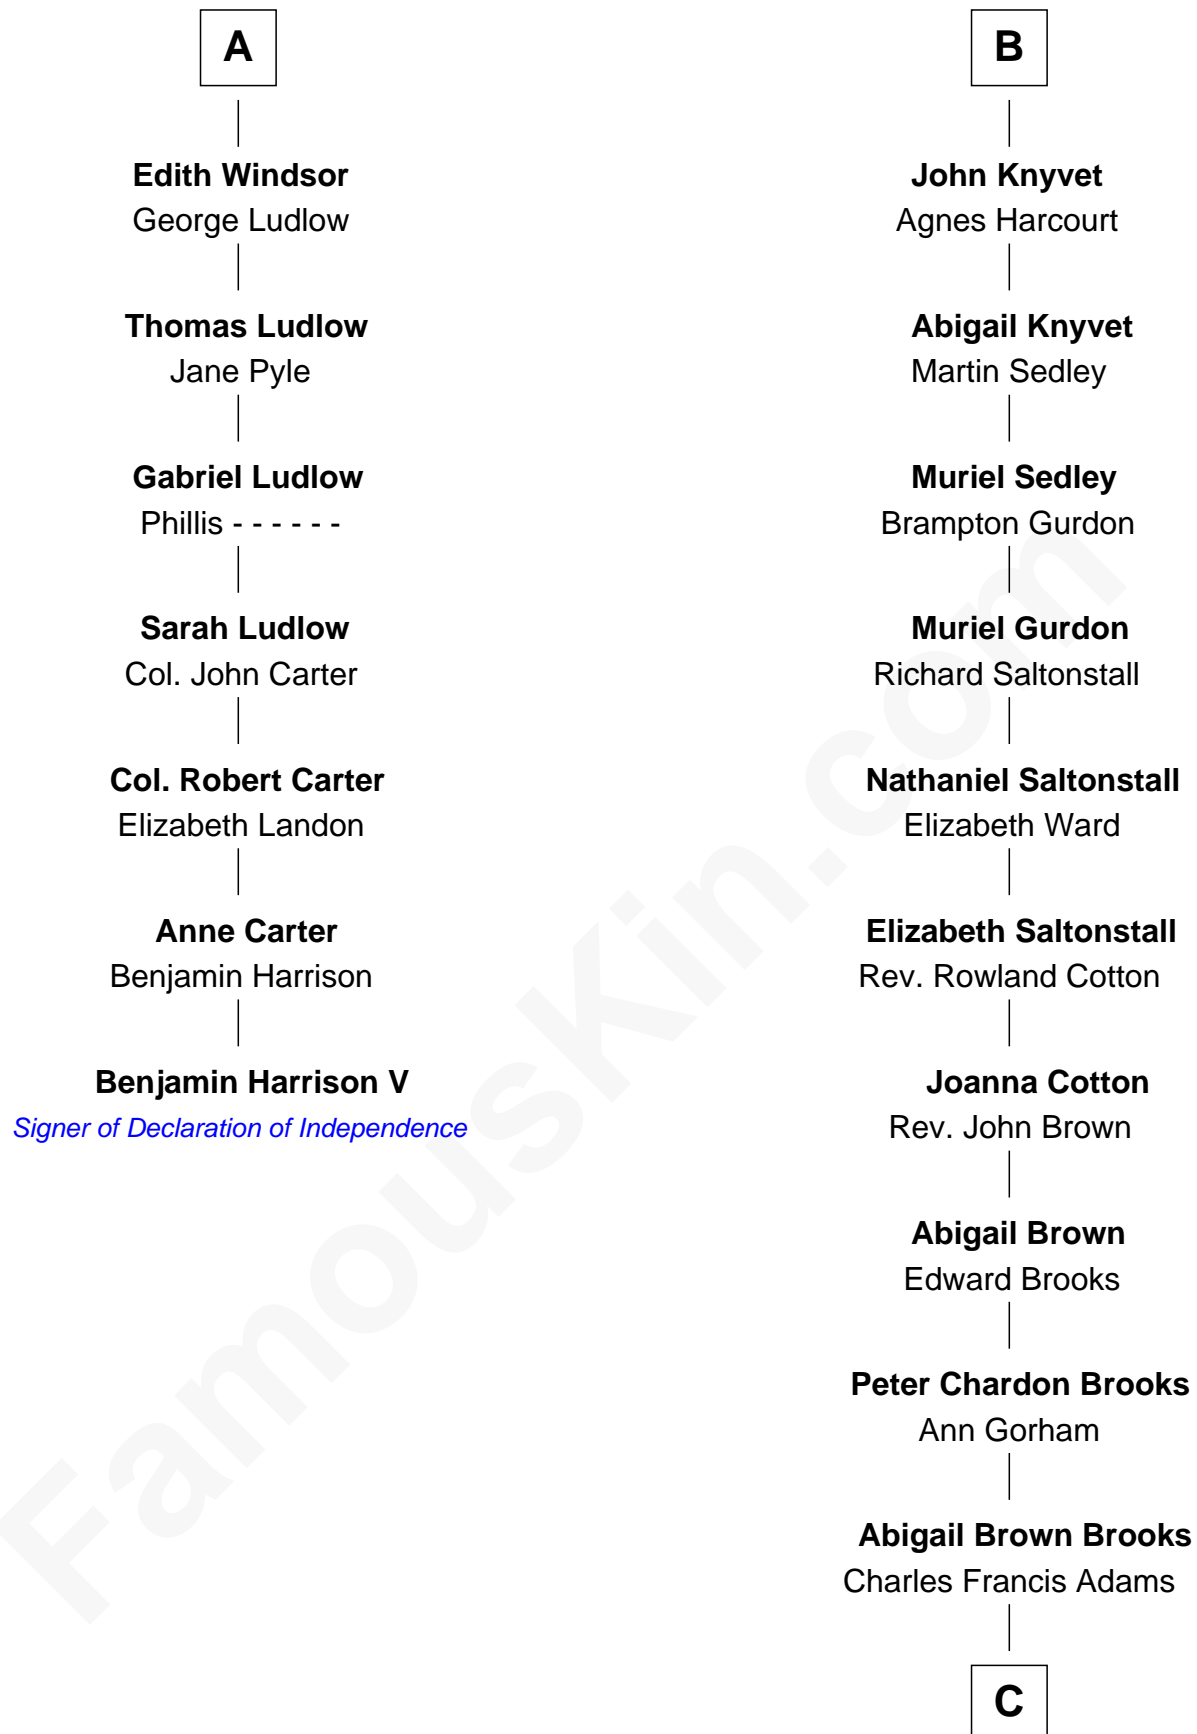 A
Edith Windsor
George Ludlow
Thomas Ludlow
Jane Pyle
Gabriel Ludlow
Phillis - - - - - -
Sarah Ludlow
Col. John Carter
Col. Robert Carter
Elizabeth Landon
Anne Carter
Benjamin Harrison
Benjamin Harrison V
Signer of Declaration of Independence
B
John Knyvet
Agnes Harcourt
Abigail Knyvet
Martin Sedley
Muriel Sedley
Brampton Gurdon
Muriel Gurdon
Richard Saltonstall
Nathaniel Saltonstall
Elizabeth Ward
Elizabeth Saltonstall
Rev. Rowland Cotton
Joanna Cotton
Rev. John Brown
Abigail Brown
Edward Brooks
Peter Chardon Brooks
Ann Gorham
Abigail Brown Brooks
Charles Francis Adams
C
FamousKin.com